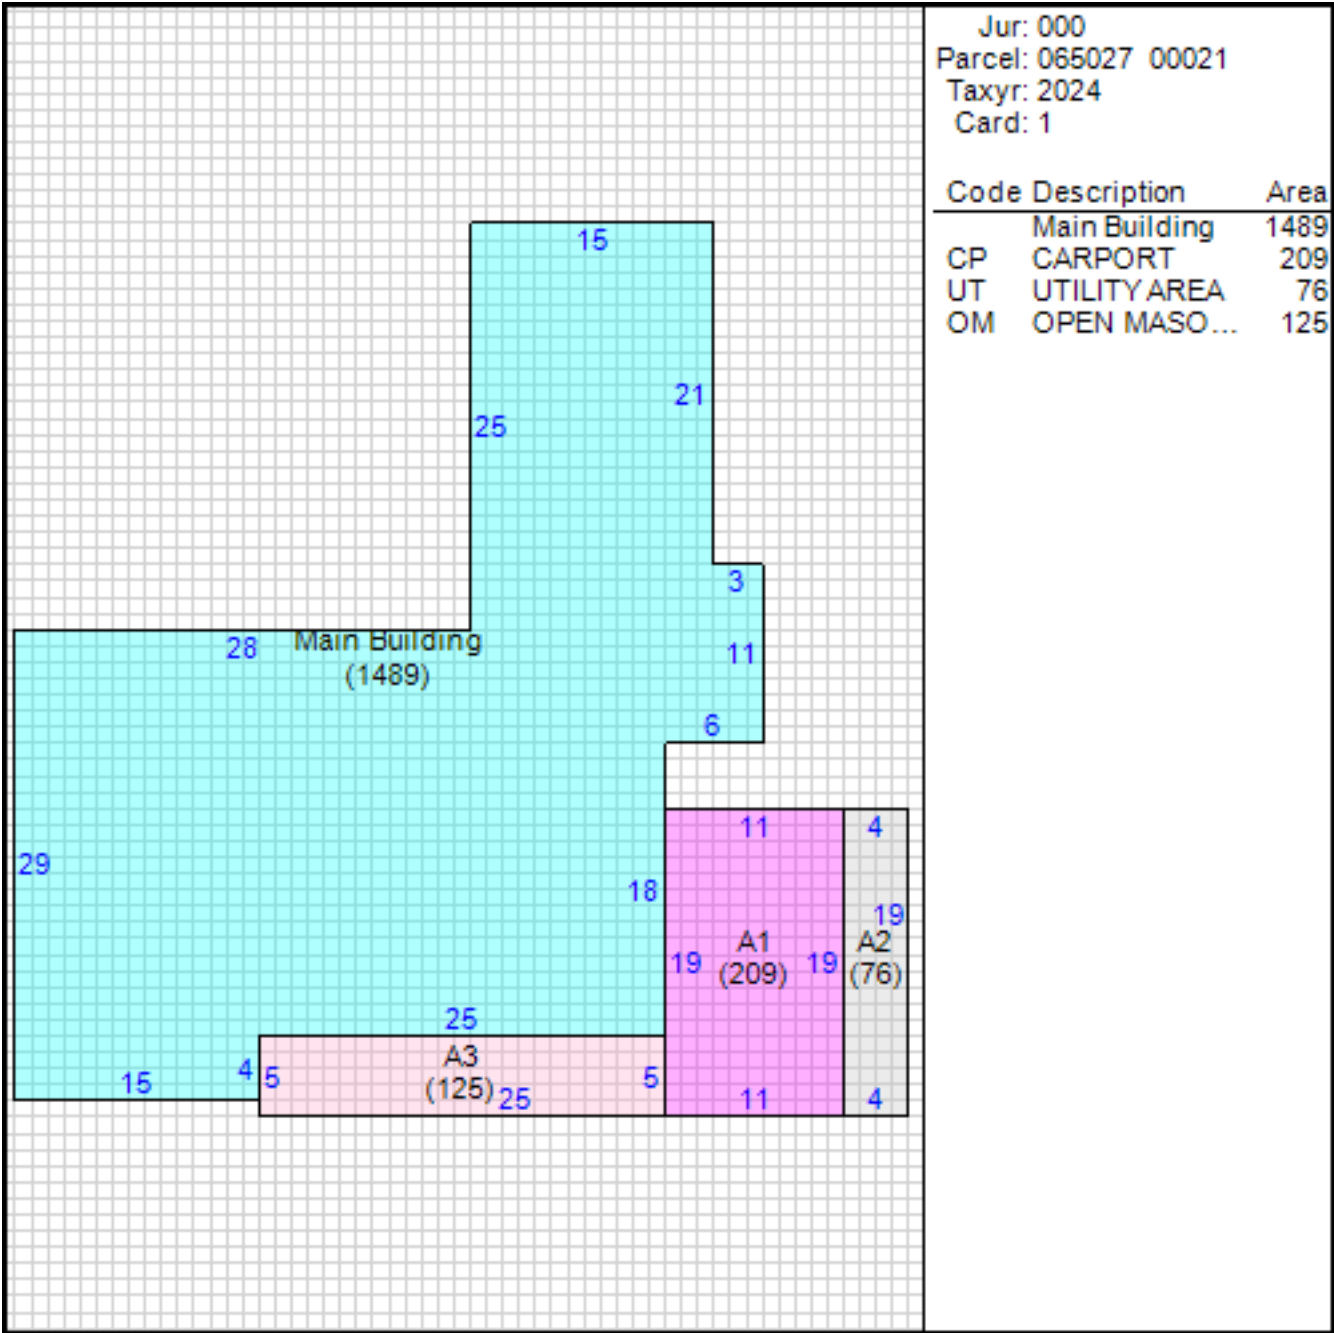 Jur: 000
Parcel: 065027 00021
Taxyr: 2024
Card: 1
Code Description Area
Main Building 1489
CP CARPORT 209
UT UTILITY AREA 76
OM OPEN MASO... 125
15
21
25
3
28
Main Building
(1489)
11
6
11
4
29
18
19
A1
(209)
19
19
A2
(76)
25
4
5
A3
(125)
25
5
15
11
4